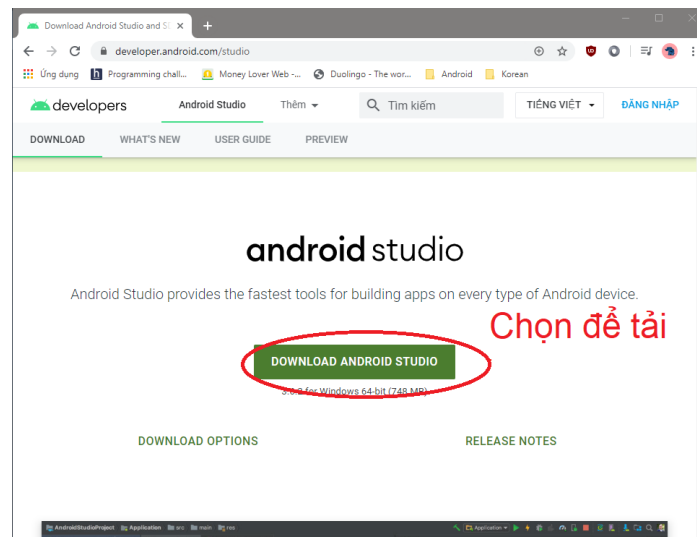 Download Android Studio and S
developer.android.com/studio
Ứng dụng Programming chall... Money Lover Web -... Duolingo - The wor... Android Korean
developers Android Studio Thêm Tìm kiếm TIẾNG VIỆT ĐĂNG NHẬP
DOWNLOAD WHAT'S NEW USER GUIDE PREVIEW
android studio
Android Studio provides the fastest tools for building apps on every type of Android device.
Chọn để tải
DOWNLOAD ANDROID STUDIO
for Windows 64-bit (748 MB)
DOWNLOAD OPTIONS RELEASE NOTES
AndroidStudioProject Application src main res Application